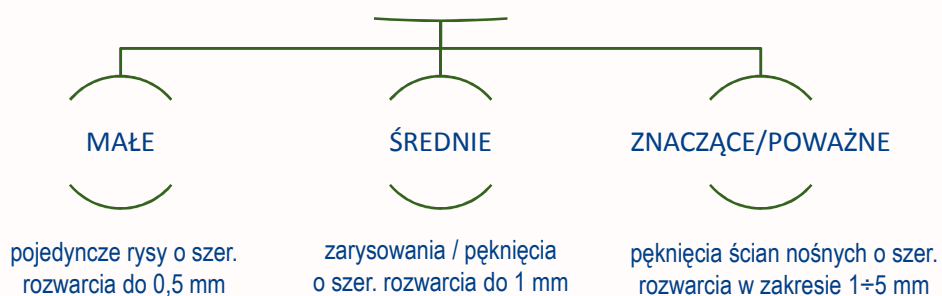 MAŁE
pojedyncze rysy o szer.
rozwarcia do 0,5 mm
ŚREDNIE
zarysowania / pęknięcia
o szer. rozwarcia do 1 mm
ZNACZĄCE/POWAŻNE
pęknięcia ścian nośnych o szer.
rozwarcia w zakresie 1÷5 mm